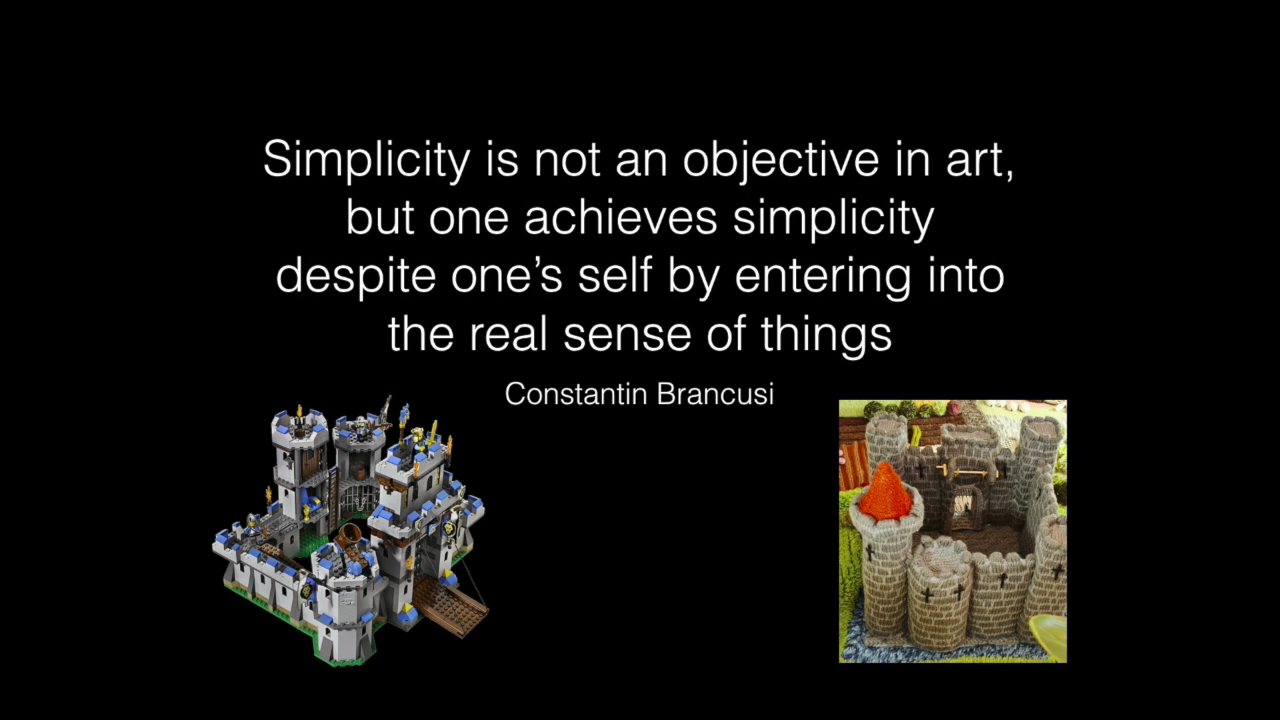 Simplicity is not an objective in art,
but one achieves simplicity
despite one’s self by entering into
the real sense of things
Constantin Brancusi